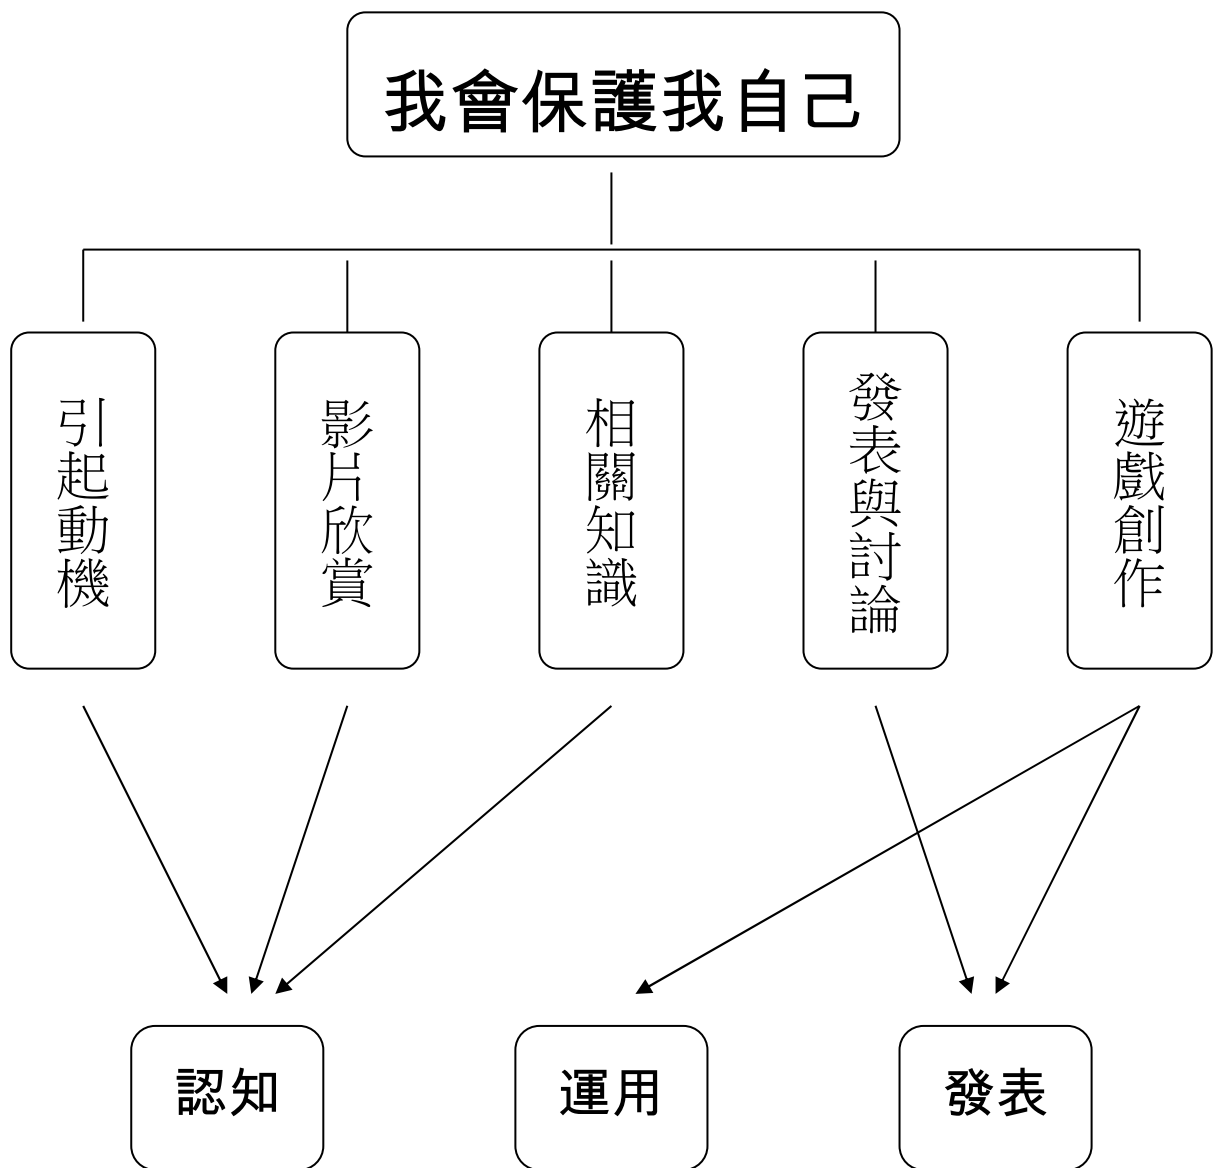 我會保護我自己
引起動機
影片欣賞
相關知識
發表與討論
遊戲創作
認知
運用
發表